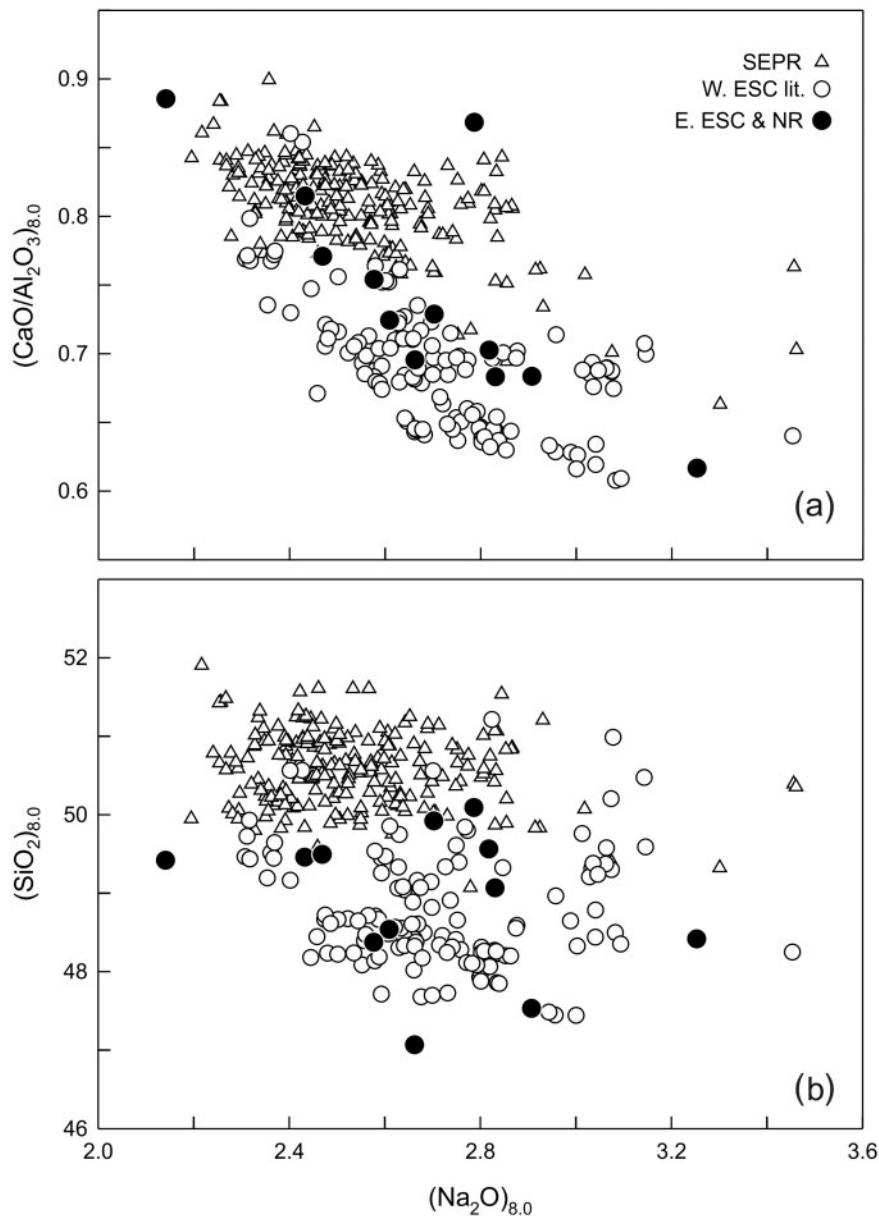 0.9
0.8
0.7
0.6
(CaO/Al₂O₃)₈.₀
SEPR
W. ESC lit.
E. ESC & NR
(a)
52
50
48
46
(SiO₂)₈.₀
(b)
2.0 2.4 2.8 3.2 3.6
(Na₂O)₈.₀